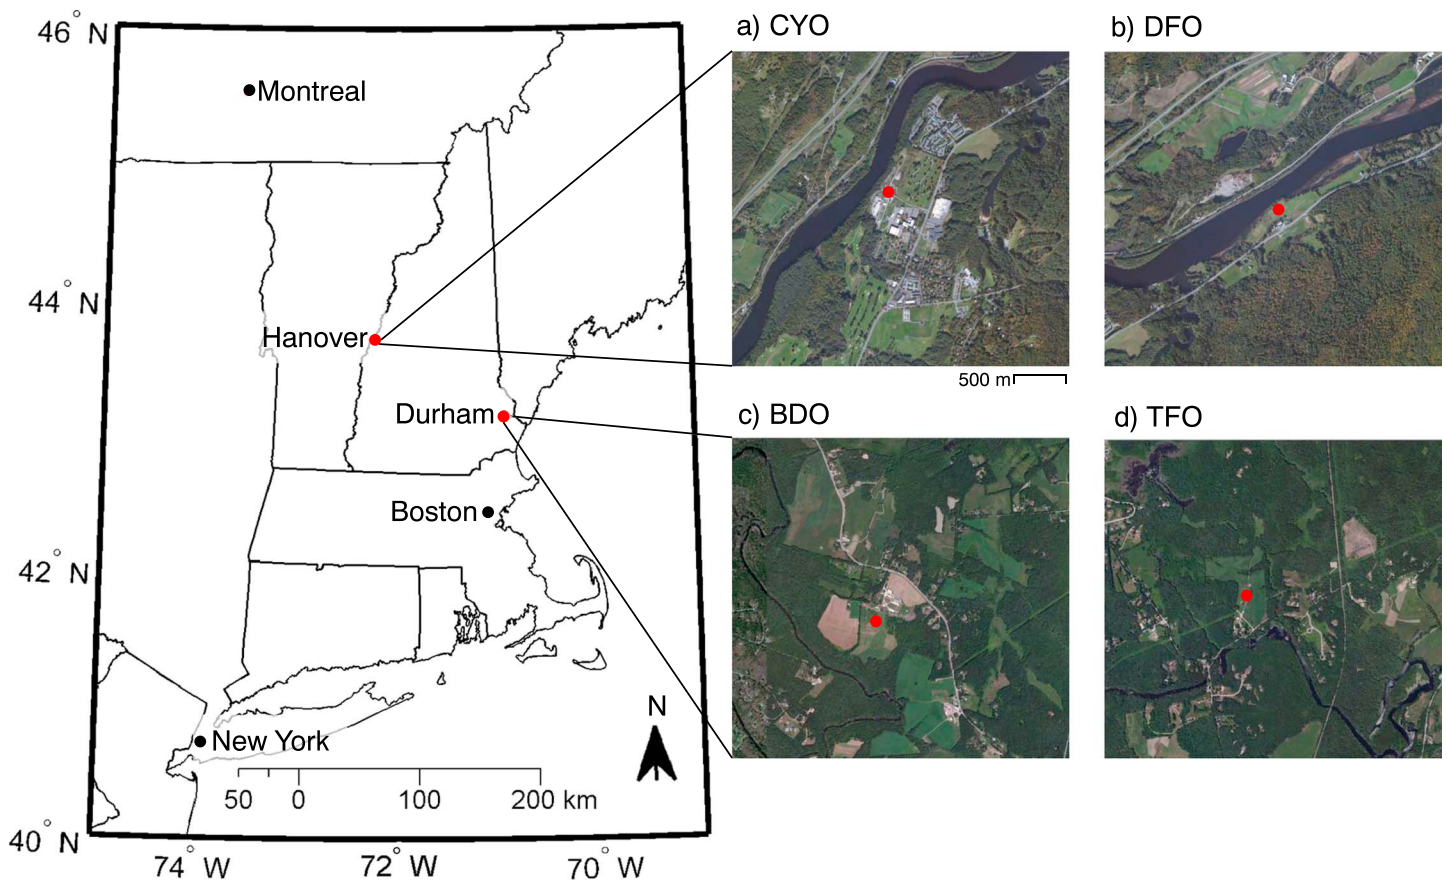 46° N
Montreal
44° N
Hanover
Durham
Boston
42° N
New York
N
50 0 100 200 km
40° N
74° W 72° W 70° W
a) CYO
b) DFO
500 m
c) BDO
d) TFO